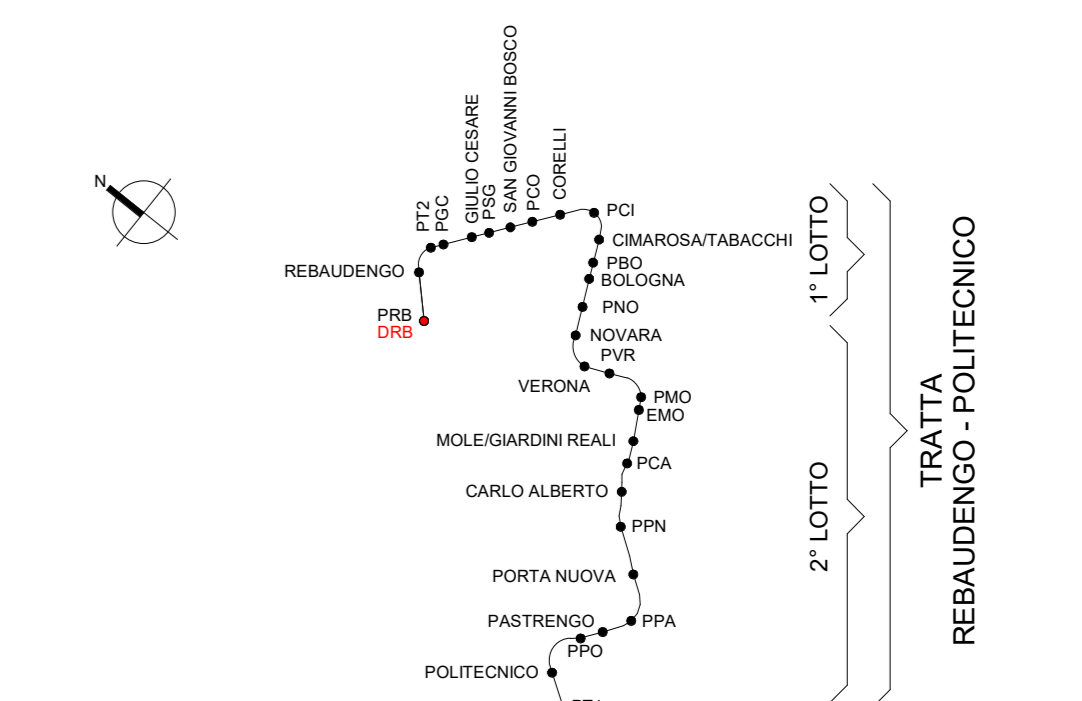 N
REBAUDENGO
PRB
DRB
PT2
PGC
GIULIO CESARE
PSG
SAN GIOVANNI BOSCO
PCO
CORELLI
PCI
CIMAROSA/TABACCHI
PBO
BOLOGNA
PNO
NOVARA
PVR
VERONA
PMO
EMO
MOLE/GIARDINI REALI
PCA
CARLO ALBERTO
PPN
PORTA NUOVA
PASTRENGO
PPA
PPO
POLITECNICO
1° LOTTO
2° LOTTO
TRATTA
REBAUDENGO - POLITECNICO